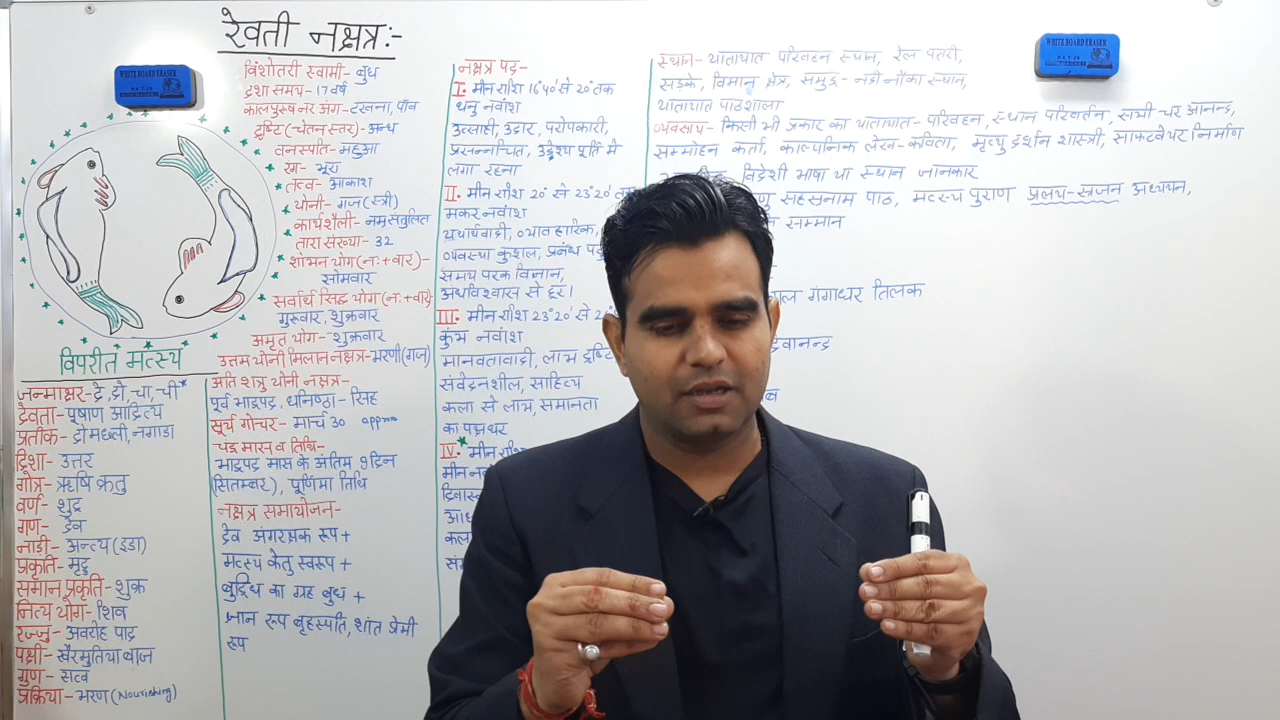 रेवती नक्षत्र:-
WHITE BOARD ERASER
विंशोतरी स्वामी- बुध
दशा समय- 17 वर्ष
कालपुरुष नर अंग- टखना, पाँव
दृष्टि (चेतनस्तर)- अन्ध
वनस्पति- महुआ
रंग- भूरा
तत्व- आकाश
योनी- गज (स्त्री)
कार्यशैली-
तारा संख्या- 32
शोभन योग (न:+वार)-
सोमवार
सर्वार्थ सिद्ध योग (न:+वार)-
गुरुवार, शुक्रवार
अमृत योग- शुक्रवार
उत्तम योनी मिलान नक्षत्र- भरणी (गज)
विपरीत मत्स्य
जन्माक्षर- दे, दो, चा, ची
देवता- पूषाण आदित्य
प्रतीक- दो मछली, नगाडा
दिशा- उत्तर
गौत्र- ऋषि क्रतु
वर्ण- शुद्र
गण- देव
नाडी- अन्त्य (इडा)
प्रकृति- मृदु
समान प्रकृति- शुक्र
नित्य योग- शिव
रज्जु- अवरोह पाद
पक्षी- खैरमुतिया बाज
गुण- सत्व
प्रक्रिया- भरण (Nourishing)
अति शत्रु योनी नक्षत्र-
पूर्व भाद्रपद, धनिष्ठा- सिंह
सूर्य गोचर- मार्च 30 approx
चंद्र मास व तिथि-
भाद्रपद मास के अंतिम 9 दिन
(सितम्बर), पूर्णिमा तिथि
नक्षत्र समायोजन-
देव अंगरक्षक रूप +
मत्स्य केतु स्वरूप +
बुद्धि का ग्रह बुध +
ज्ञान रूप बृहस्पति, शांत प्रेमी
रूप
नक्षत्र पद-
I. मीन राशि 16°40' से 20° तक
धनु नवांश
उत्साही, उदार, परोपकारी,
प्रसन्नचित, उद्देश्य पूर्ति मे
लगा रहना
II. मीन राशि 20° से 23°20'
मकर नवांश
यथार्थवादी, व्यावहारिक,
व्यवस्था कुशल, प्रबंध
समय परक विज्ञान,
अंधविश्वास से दूर।
III. मीन राशि 23°20' से
कुंभ नवांश
मानवतावादी, लाभ
संवेदनशील, साहित्य
कला से लाभ, समानता
का पक्षधर
IV. मीन
मीन
स्थान- यातायात परिवहन स्थान, रेल पटरी,
सड़के, विमान क्षेत्र, समुद्र- नदी नौका स्थान,
यातायात पाठशाला
व्यवसाय- किसी भी प्रकार का यातायात- परिवहन, स्थान परिवर्तन, सभी चर आनन्द,
सम्मोहन कर्ता, काल्पनिक लेख- कविता, मृत्यु दर्शन शास्त्री, साफ्टवेयर निर्माण
विदेशी भाषा या स्थान जानकार
सहस्रनाम पाठ, मत्स्य पुराण प्रलय-सृजन अध्ययन,
सम्मान
गंगाधर तिलक
देवानन्द
WHITE BOARD ERASER